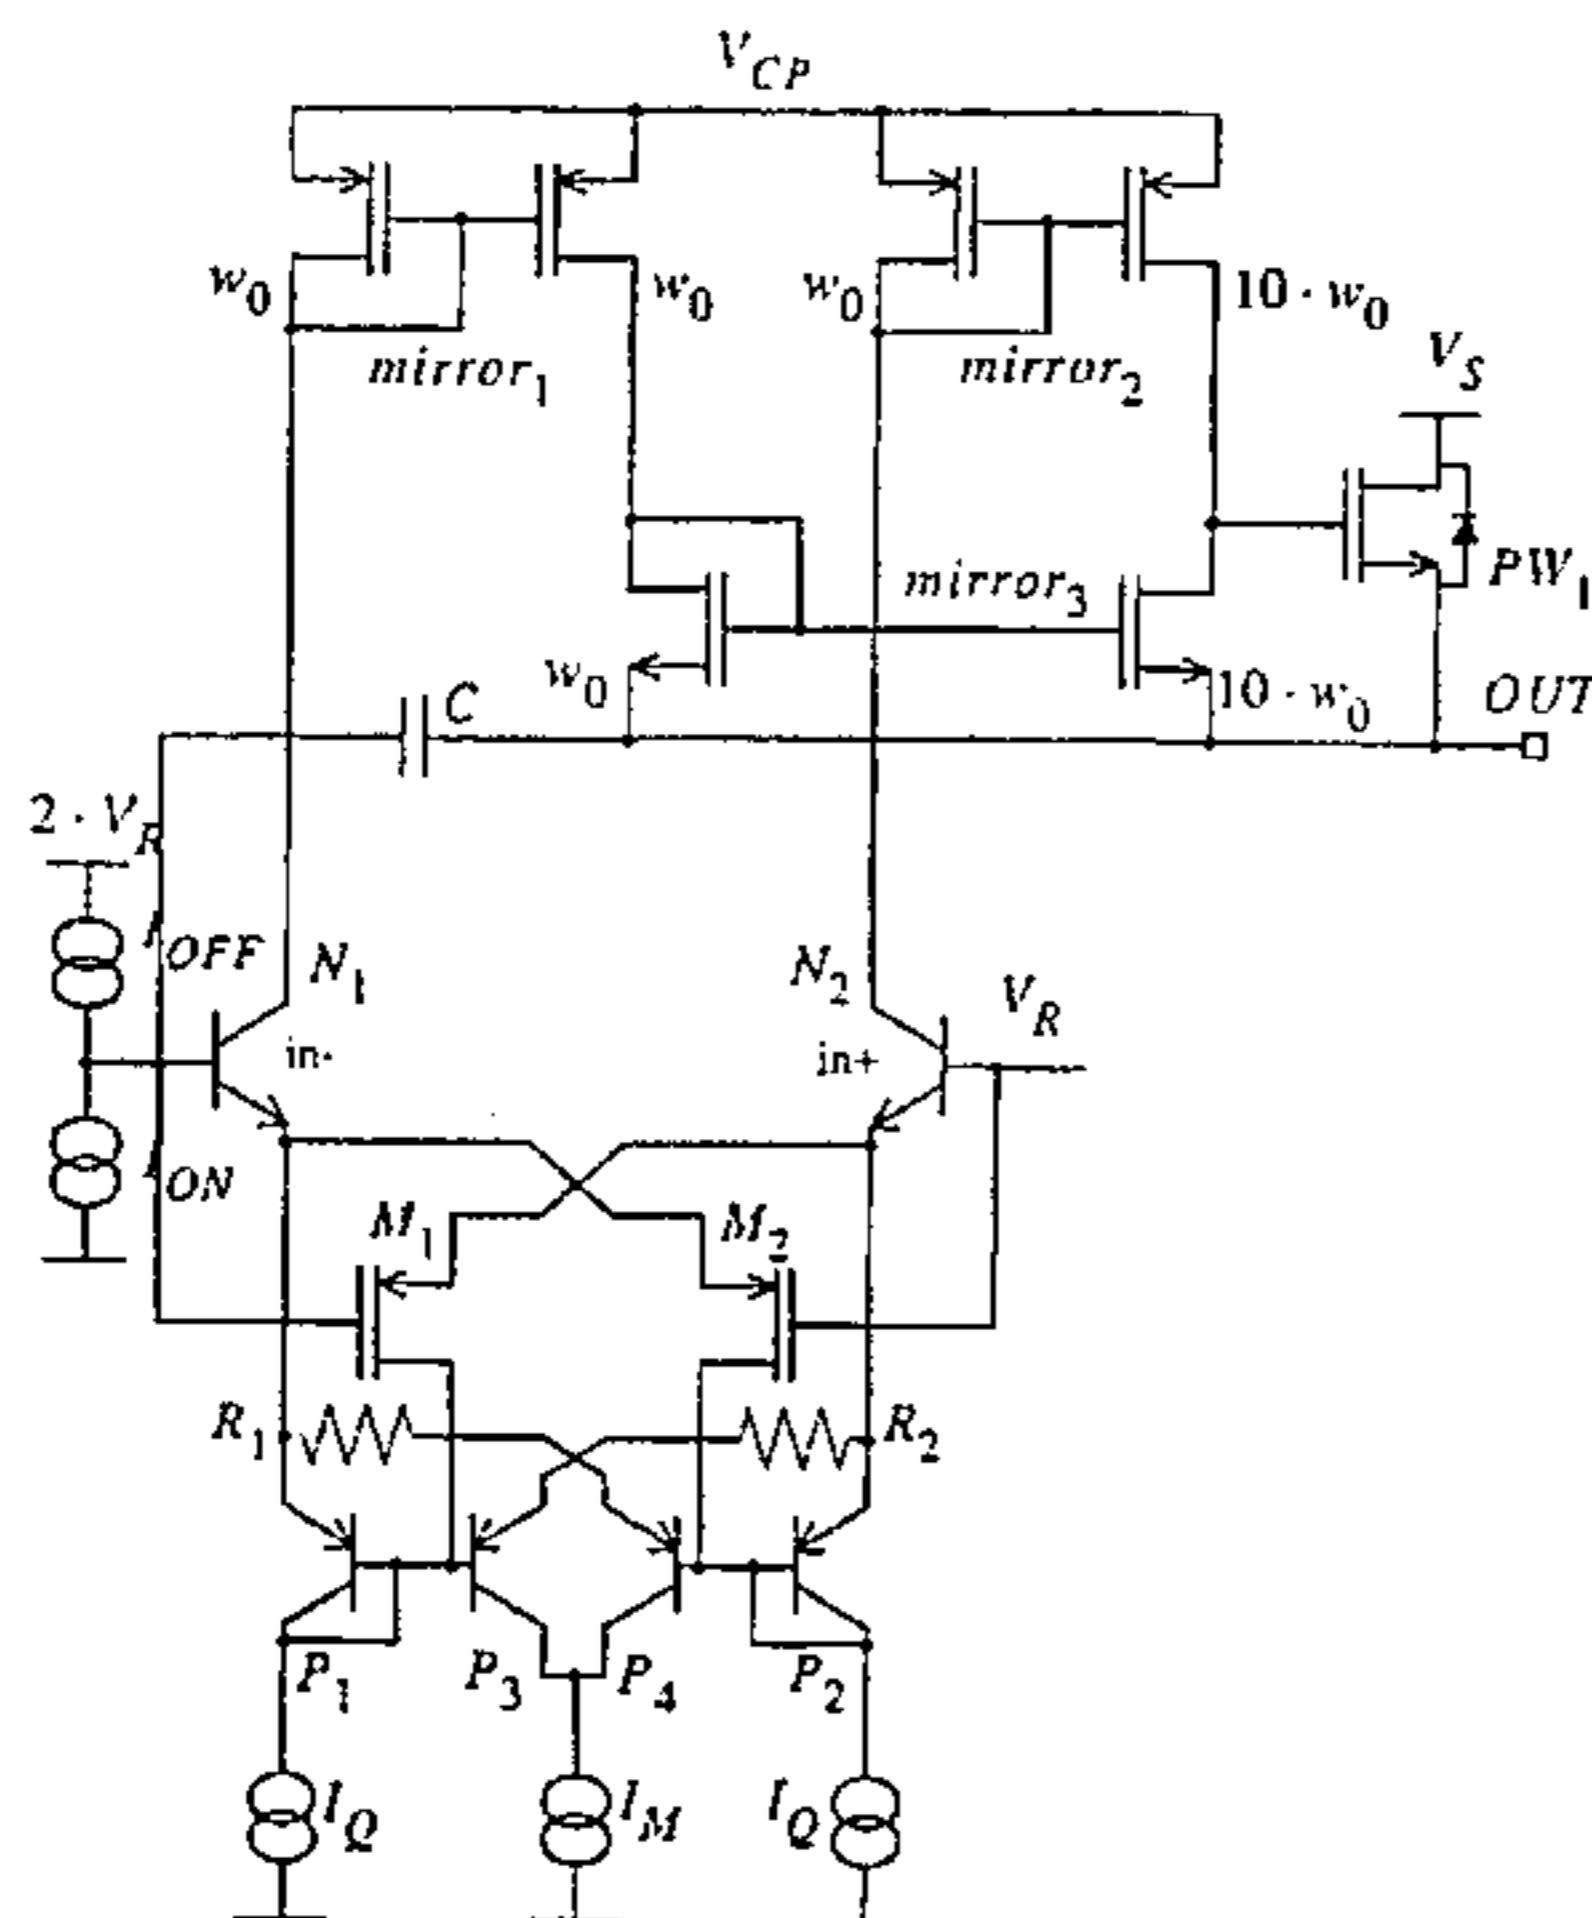 V_CP
w_0
w_0
w_0
10 · w_0
mirror_1
mirror_2
V_S
mirror_3
PW_1
w_0
10 · w_0
OUT
C
2 · V_R
I_OFF
N_1
N_2
V_R
in-
in+
I_ON
M_1
M_2
R_1
R_2
P_1
P_3
P_4
P_2
I_Q
I_M
I_Q